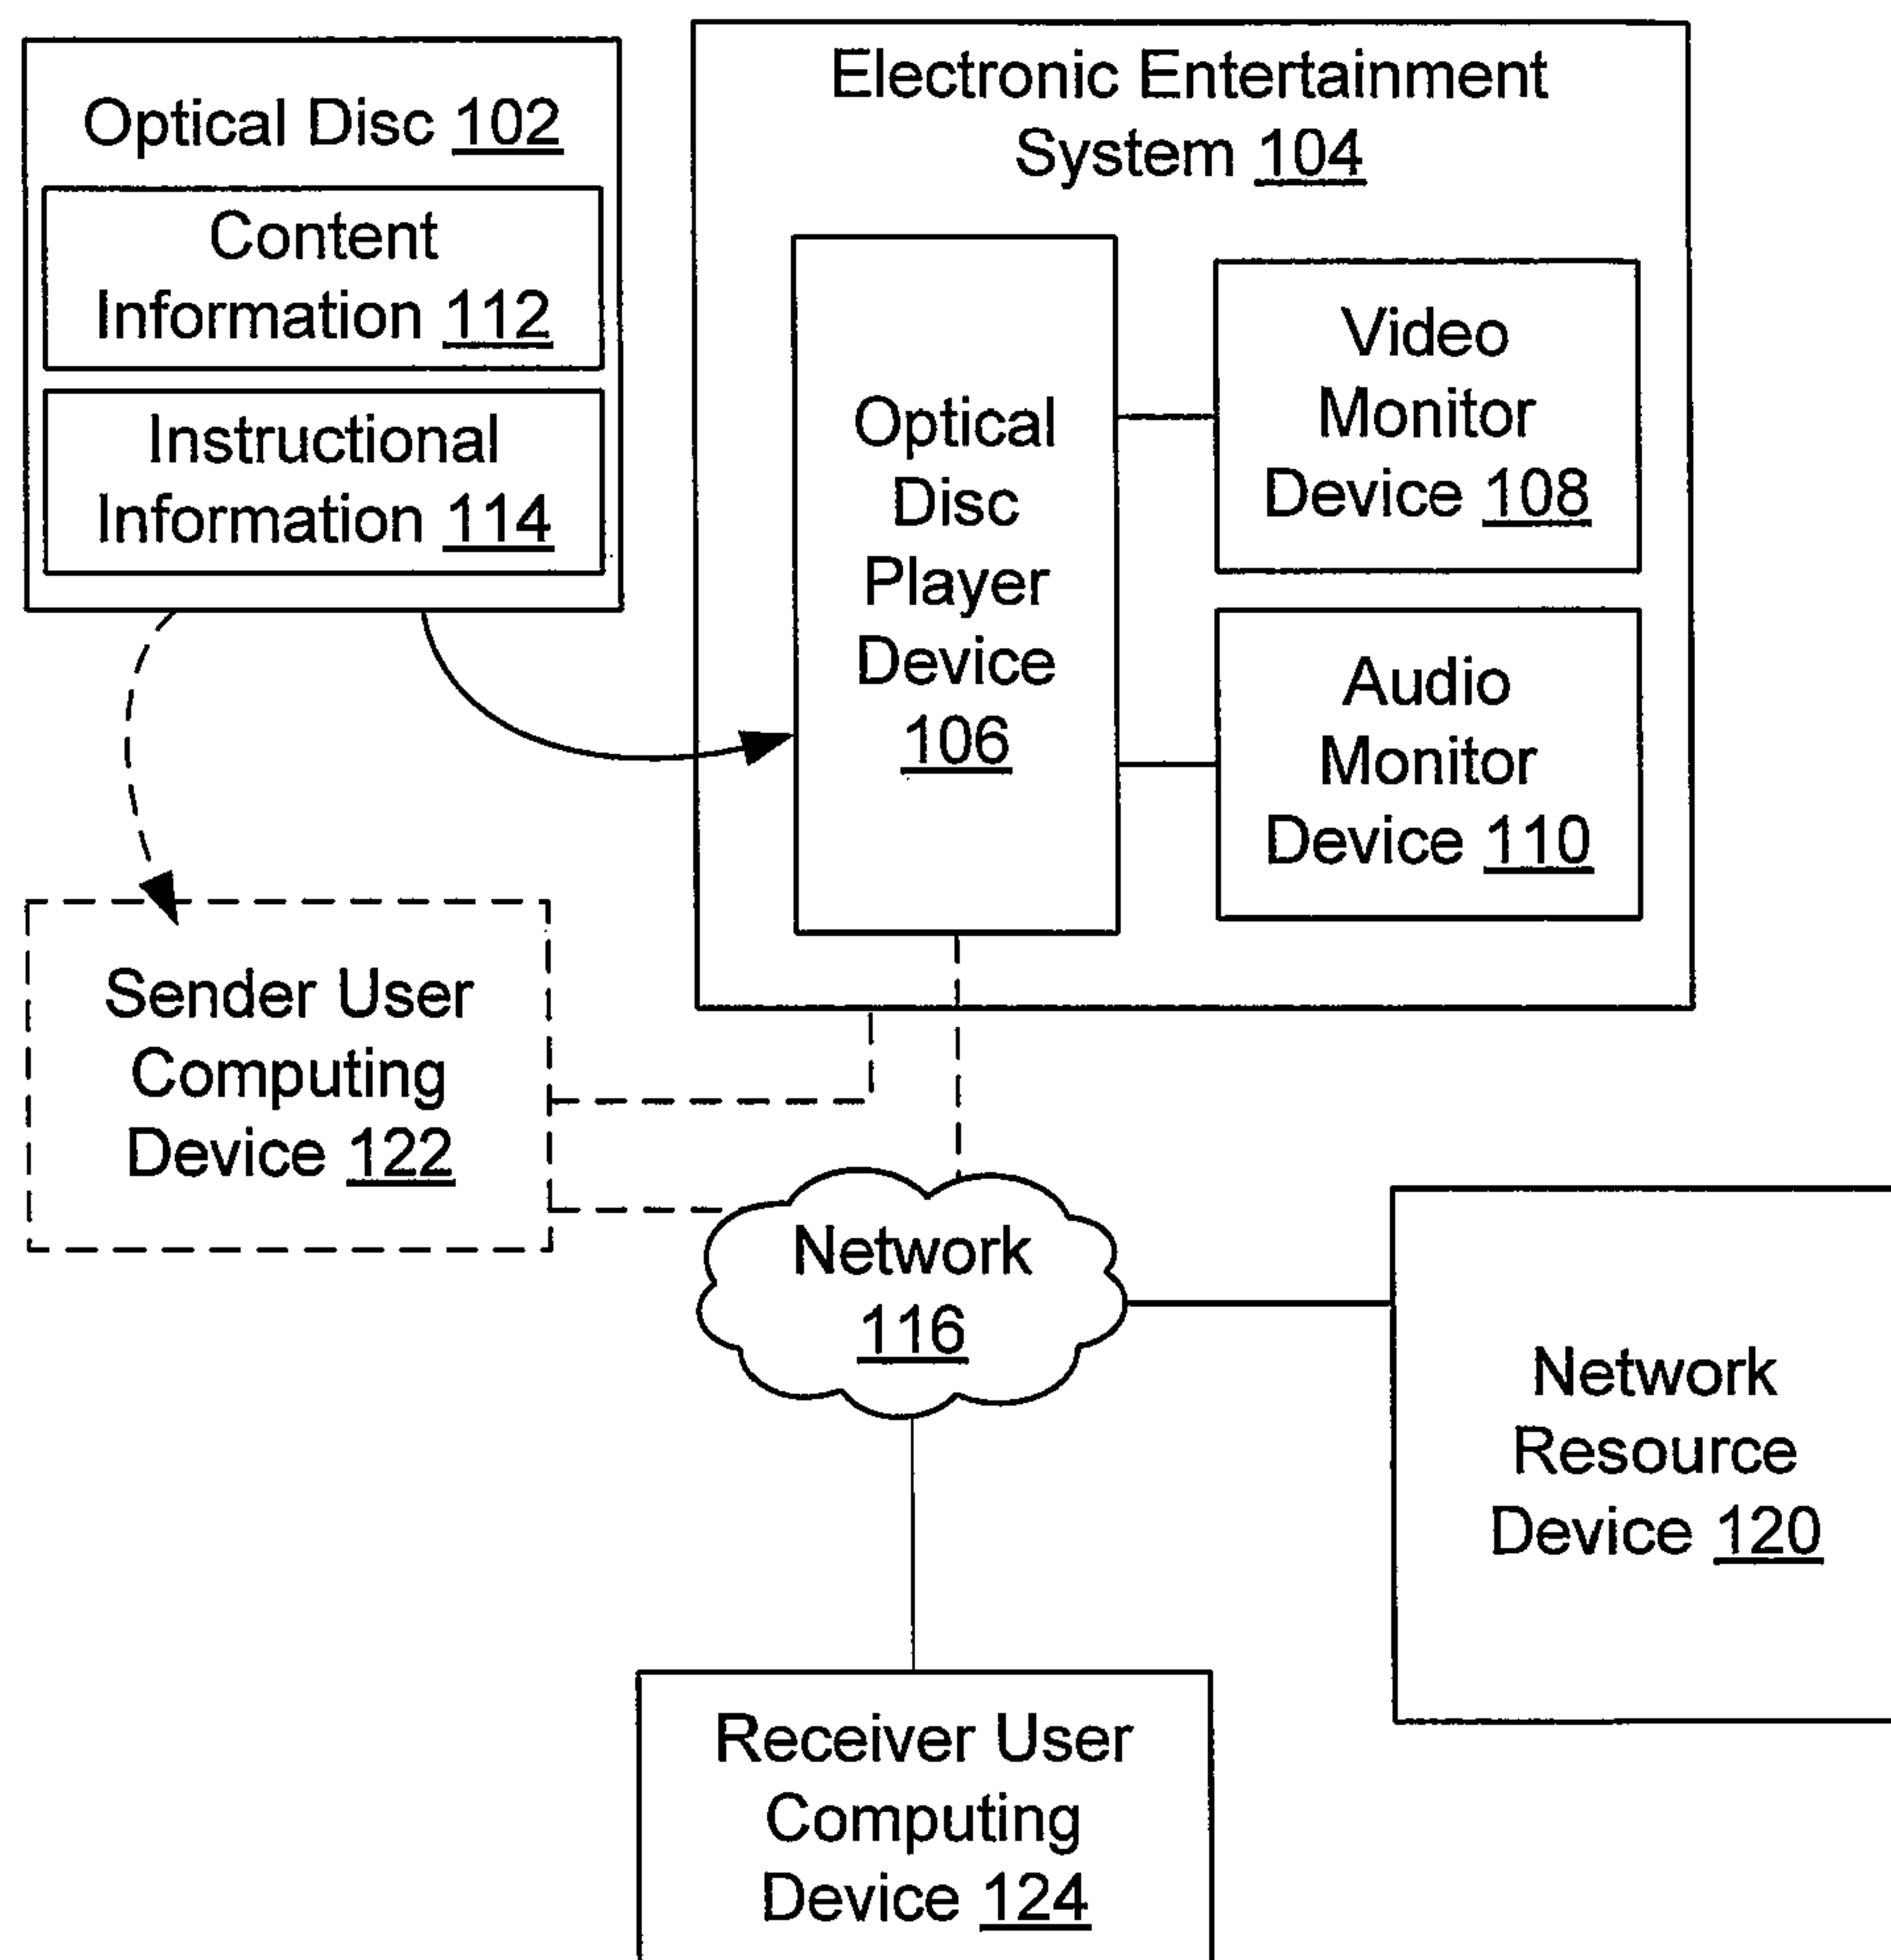 Optical Disc 102
Content
Information 112
Instructional
Information 114
Electronic Entertainment
System 104
Optical
Disc
Player
Device
106
Video
Monitor
Device 108
Audio
Monitor
Device 110
Sender User
Computing
Device 122
Network
116
Network
Resource
Device 120
Receiver User
Computing
Device 124